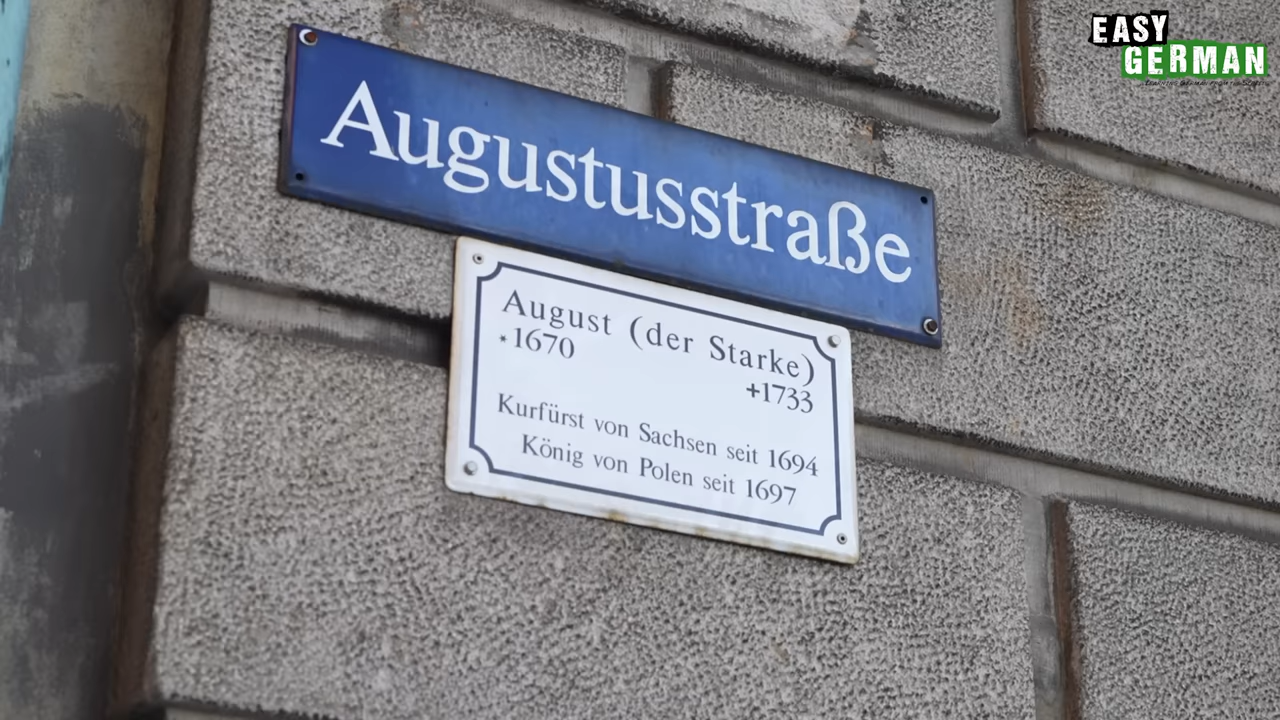 EASY
GERMAN
Augustusstraße
August (der Starke)
*1670
+1733
Kurfürst von Sachsen seit 1694
König von Polen seit 1697